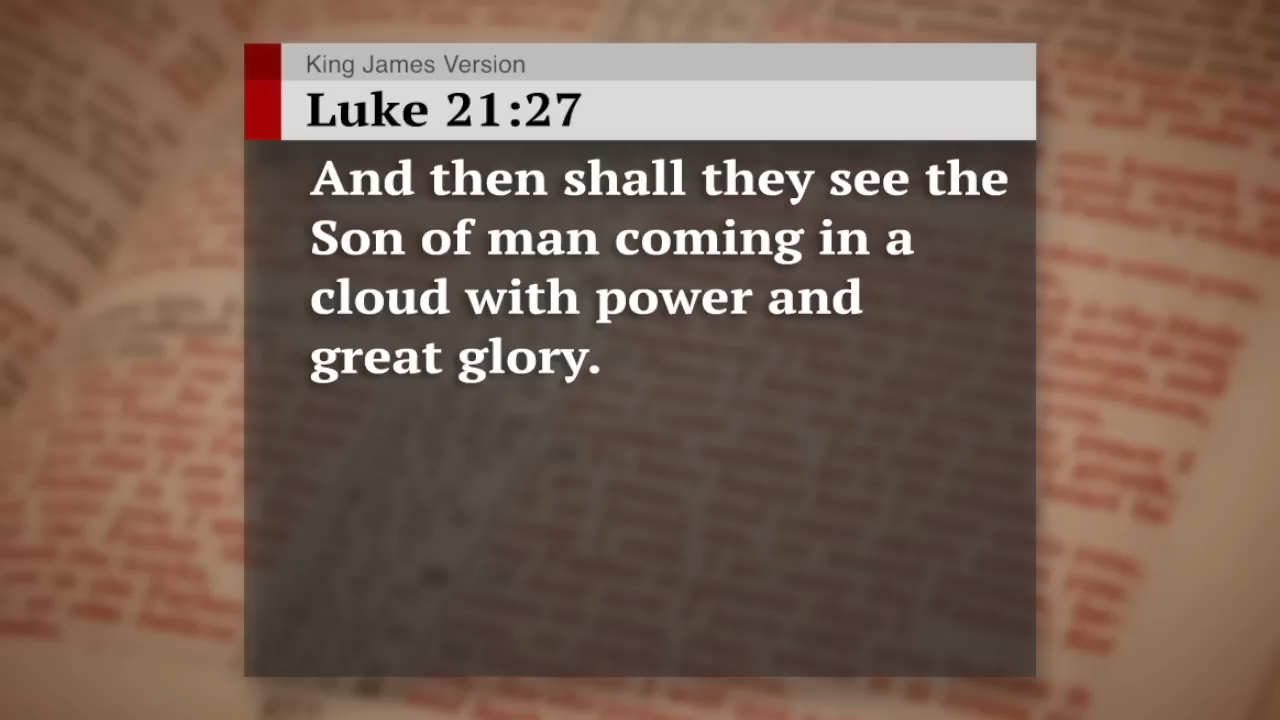 King James Version
Luke 21:27
And then shall they see the
Son of man coming in a
cloud with power and
great glory.